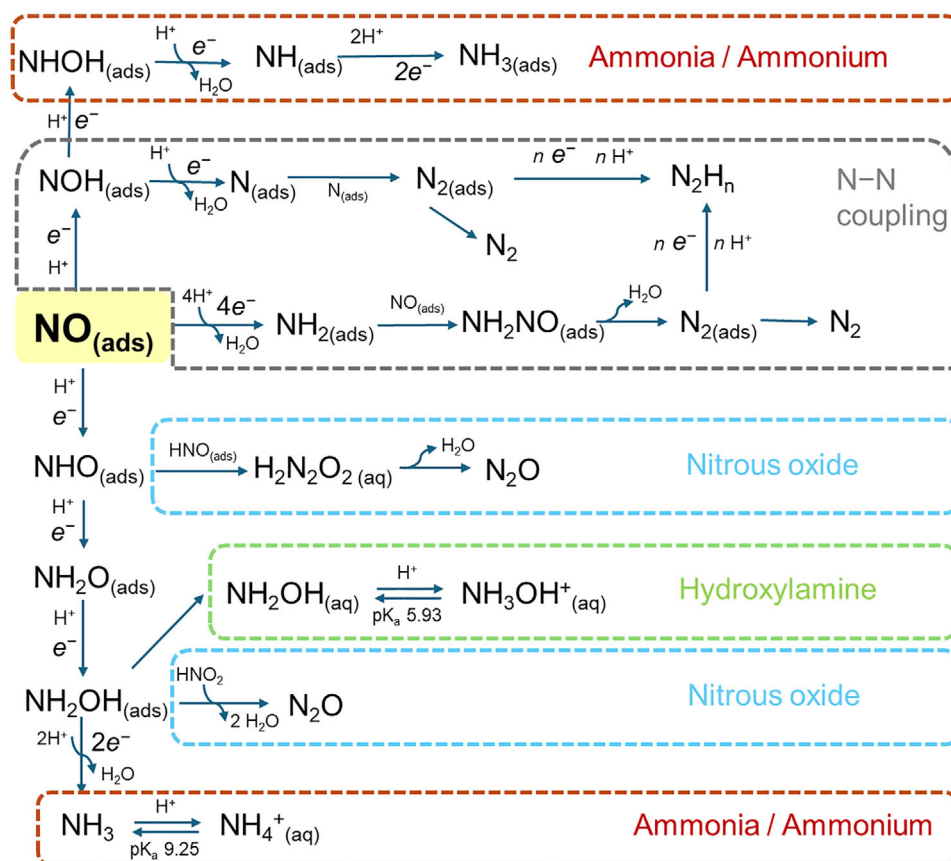 NHOH(ads) H⁺ e⁻ H₂O NH(ads) 2H⁺ 2e⁻ NH₃(ads) Ammonia / Ammonium
H⁺ e⁻
NOH(ads) H⁺ e⁻ H₂O N(ads) N(ads) N₂(ads) n e⁻ n H⁺ N₂Hₙ N−N
coupling
N₂
e⁻
H⁺
n e⁻ n H⁺
NO(ads) 4H⁺ 4e⁻ H₂O NH₂(ads) NO(ads) NH₂NO(ads) H₂O N₂(ads) N₂
H⁺
e⁻
NHO(ads) HNO(ads) H₂N₂O₂ (aq) H₂O N₂O Nitrous oxide
H⁺
e⁻
NH₂O(ads)
NH₂OH(aq) H⁺ pKₐ 5.93 NH₃OH⁺(aq) Hydroxylamine
H⁺
e⁻
NH₂OH(ads) HNO₂ 2 H₂O N₂O Nitrous oxide
2H⁺ 2e⁻
H₂O
NH₃ H⁺ pKₐ 9.25 NH₄⁺(aq) Ammonia / Ammonium